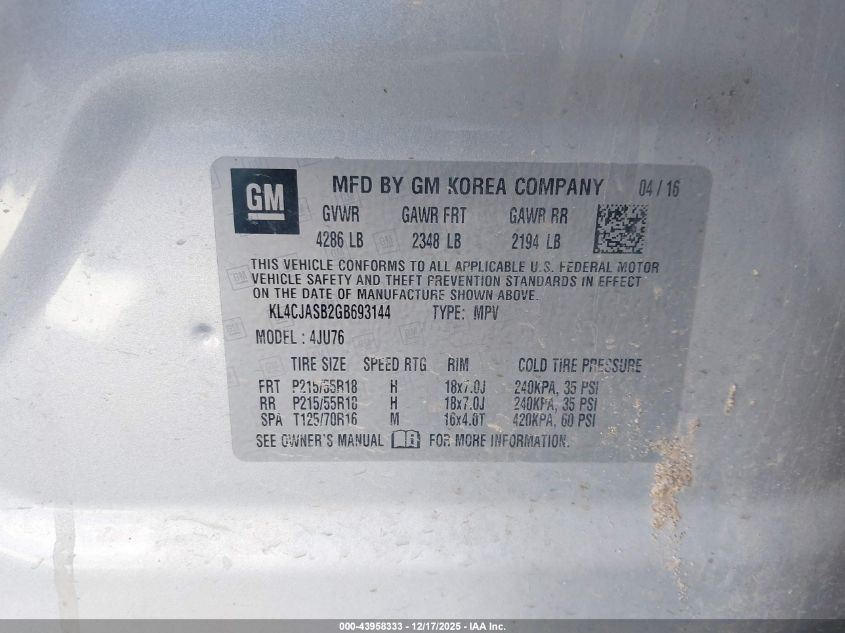 GM
MFD BY GM KOREA COMPANY 04 / 16
GVWR GAWR FRT GAWR RR
4286 LB 2348 LB 2194 LB
THIS VEHICLE CONFORMS TO ALL APPLICABLE U.S. FEDERAL MOTOR
VEHICLE SAFETY AND THEFT PREVENTION STANDARDS IN EFFECT
ON THE DATE OF MANUFACTURE SHOWN ABOVE.
KL4CJASB2GB693144 TYPE: MPV
MODEL : 4JU76
TIRE SIZE SPEED RTG RIM COLD TIRE PRESSURE
FRT P215/55R18 H 18x7.0J 240KPA, 35 PSI
RR P215/55R18 H 18x7.0J 240KPA, 35 PSI
SPA T125/70R16 M 16x4.0T 420KPA, 60 PSI
SEE OWNER'S MANUAL FOR MORE INFORMATION.
000-43958333 - 12/17/2025 - IAA Inc.